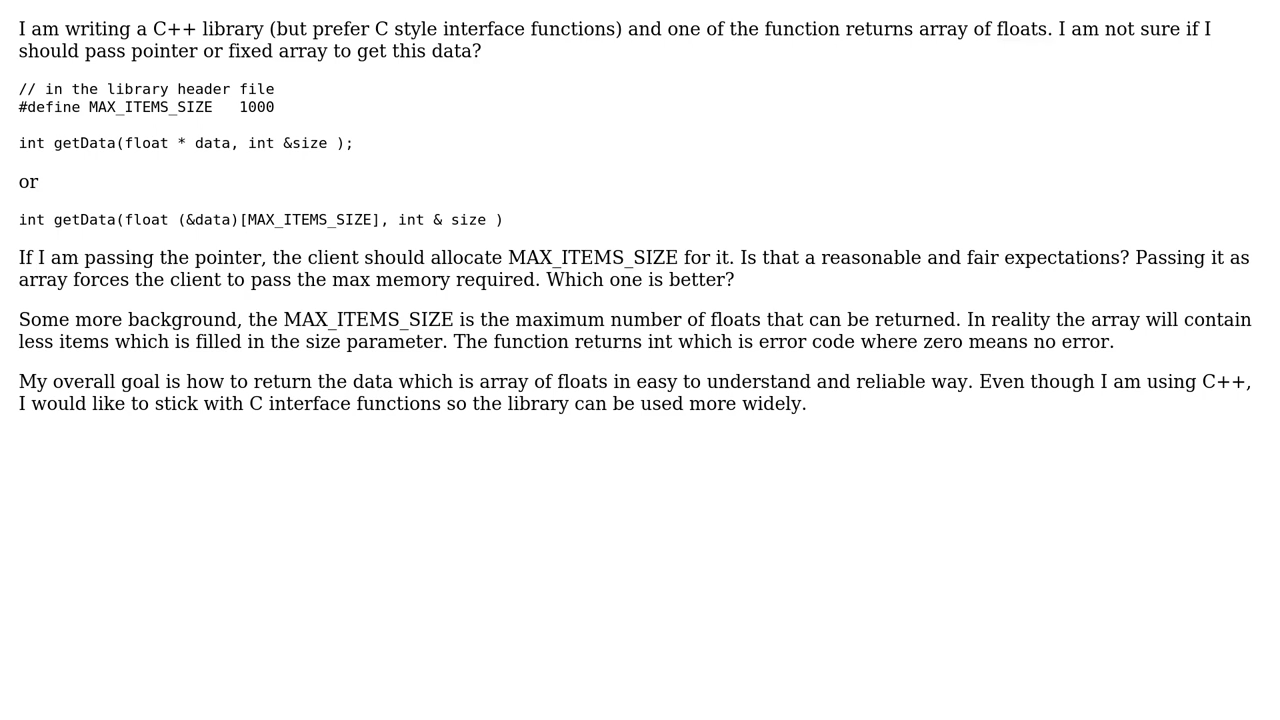 I am writing a C++ library (but prefer C style interface functions) and one of the function returns array of floats. I am not sure if I
should pass pointer or fixed array to get this data?
// in the library header file
#define MAX_ITEMS_SIZE   1000
int getData(float * data, int &size );
or
int getData(float (&data)[MAX_ITEMS_SIZE], int & size )
If I am passing the pointer, the client should allocate MAX_ITEMS_SIZE for it. Is that a reasonable and fair expectations? Passing it as
array forces the client to pass the max memory required. Which one is better?
Some more background, the MAX_ITEMS_SIZE is the maximum number of floats that can be returned. In reality the array will contain
less items which is filled in the size parameter. The function returns int which is error code where zero means no error.
My overall goal is how to return the data which is array of floats in easy to understand and reliable way. Even though I am using C++,
I would like to stick with C interface functions so the library can be used more widely.